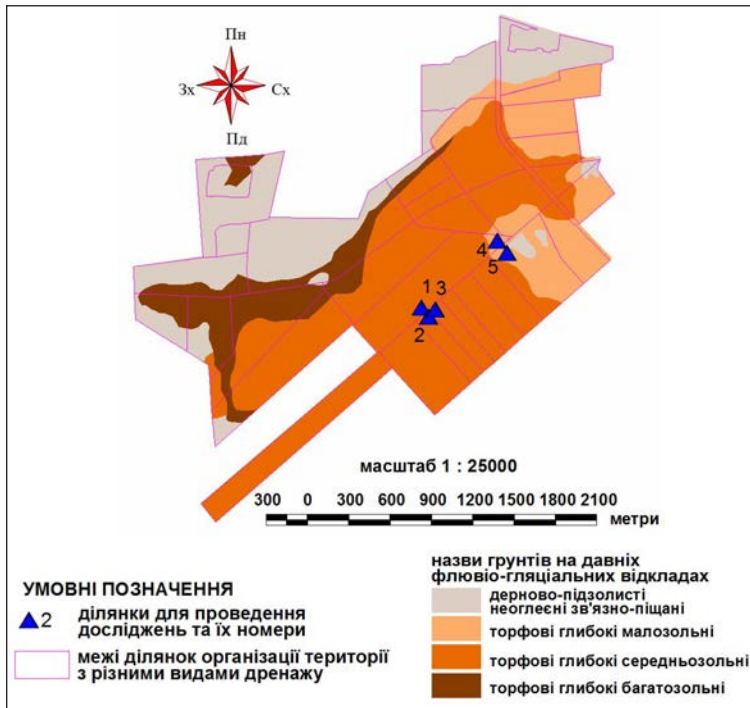 Пн
Зх
Сх
Пд
4
5
1
3
2
масштаб 1 : 25000
300 0 300 600 900 1200 1500 1800 2100
метри
УМОВНІ ПОЗНАЧЕННЯ
2 ділянки для проведення
досліджень та їх номери
межі ділянок організації території
з різними видами дренажу
назви грунтів на давніх
флювіо-гляціальних відкладах
дерново-підзолисті
неоглеєні зв'язно-піщані
торфові глибокі малозольні
торфові глибокі середньозольні
торфові глибокі багатозольні